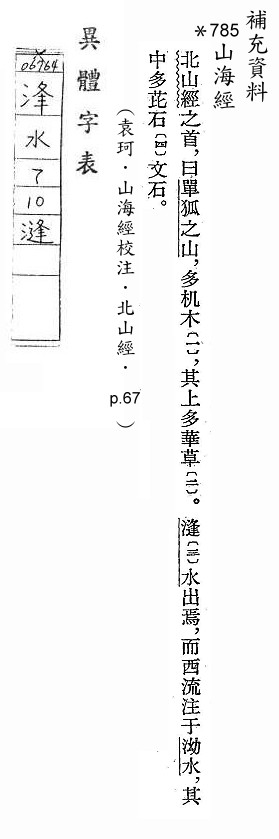 補充資料
*785
山海經
北山經之首，曰單狐之山，多机木〔一〕，其上多華草〔二〕。漨〔三〕水出焉，而西流注于泑水，其
中多茈石〔四〕文石。
（袁珂．山海經校注．北山經．p.67）
異體字表
06764
浲
水
7
10
漨